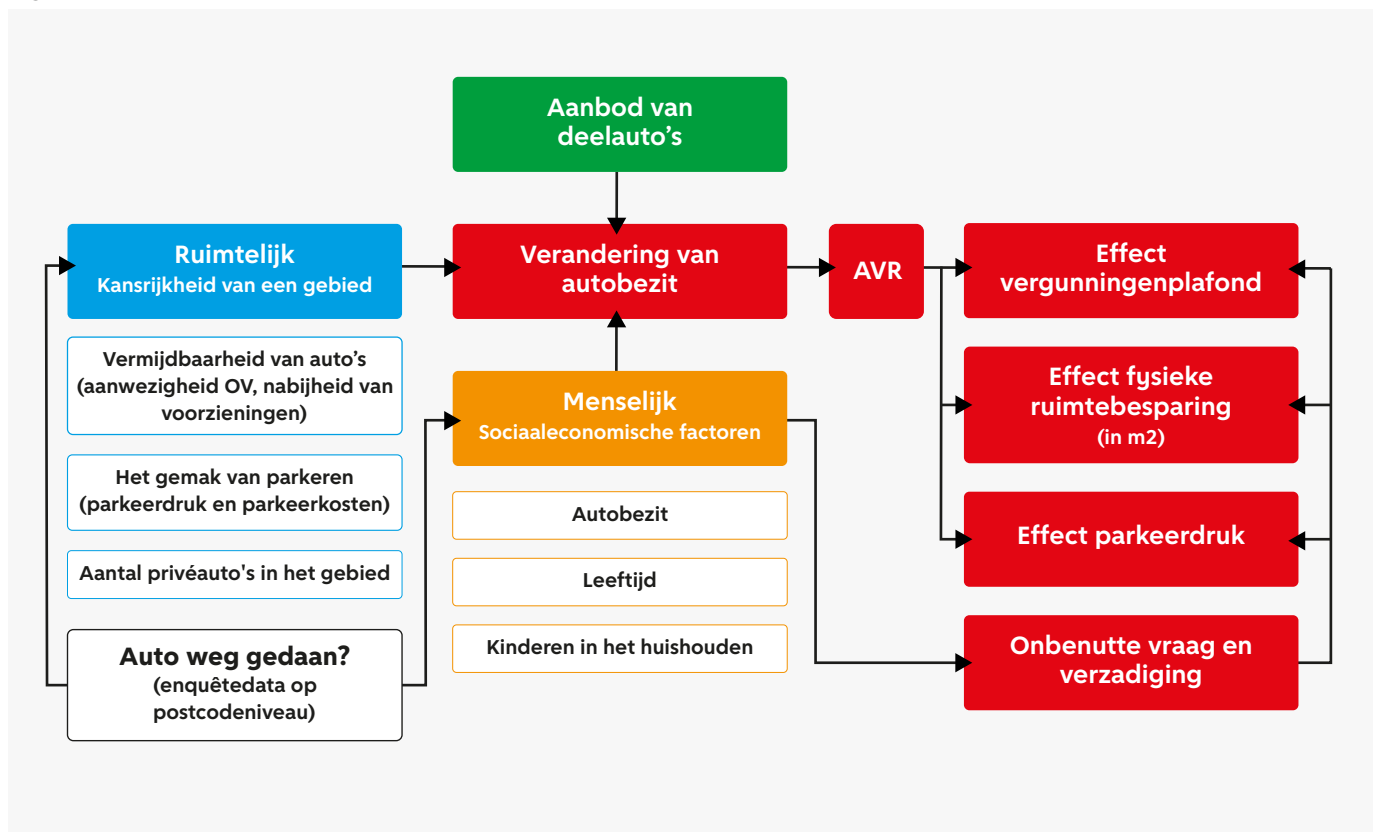 Aanbod van
deelauto's
Ruimtelijk
Kansrijkheid van een gebied
Verandering van
autobezit
AVR
Effect
vergunningenplafond
Vermijdbaarheid van auto's
(aanwezigheid OV, nabijheid van
voorzieningen)
Het gemak van parkeren
(parkeerdruk en parkeerkosten)
Aantal privéauto's in het gebied
Auto weg gedaan?
(enquêtedata op
postcodeniveau)
Menselijk
Sociaaleconomische factoren
Autobezit
Leeftijd
Kinderen in het huishouden
Effect fysieke
ruimtebesparing
(in m2)
Effect parkeerdruk
Onbenutte vraag en
verzadiging